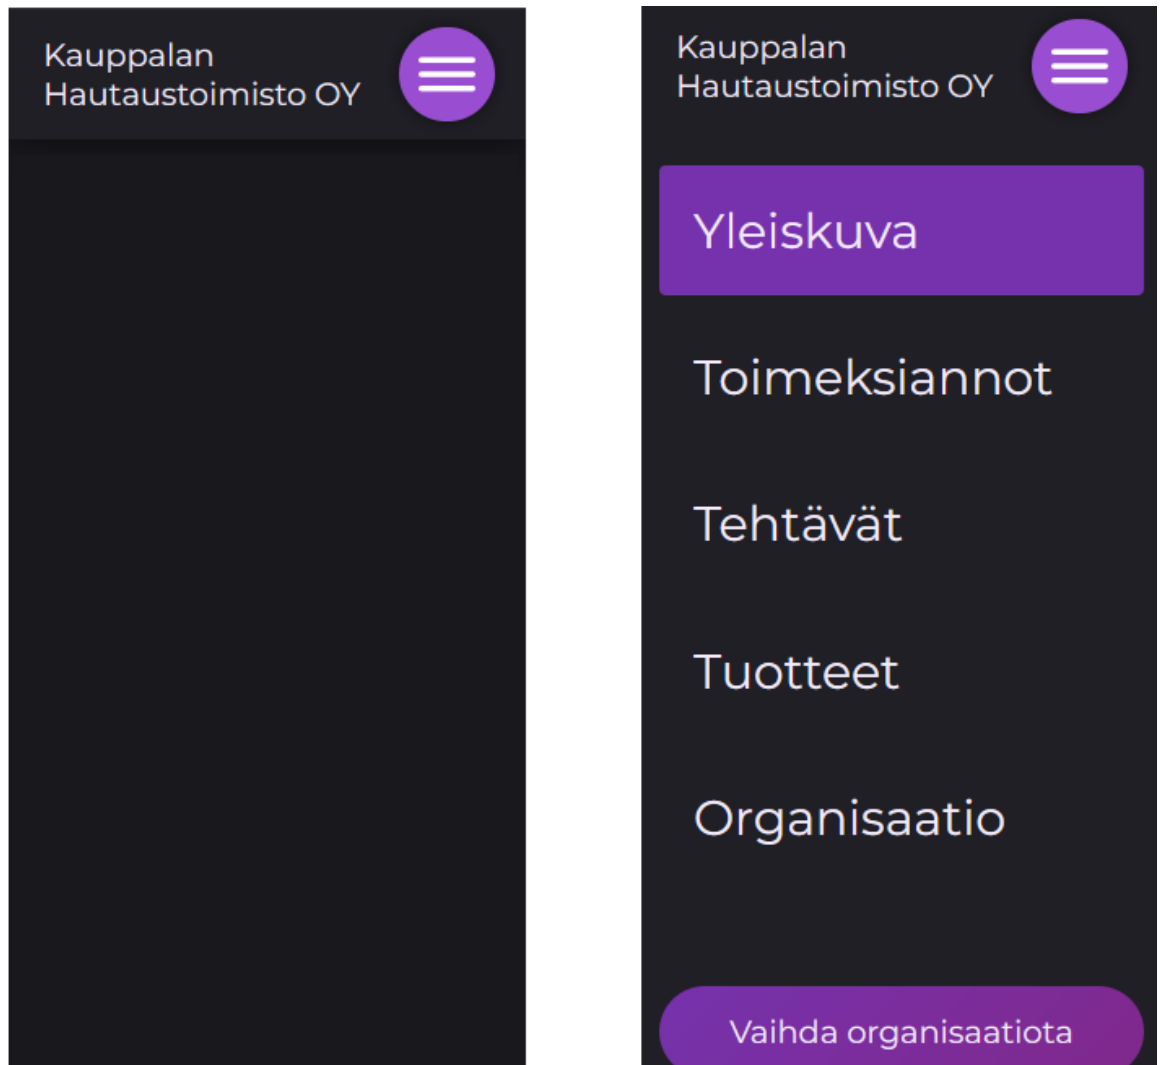 Kauppalan
Hautaustoimisto OY
Kauppalan
Hautaustoimisto OY
Yleiskuva
Toimeksiannot
Tehtävät
Tuotteet
Organisaatio
Vaihda organisaatiota